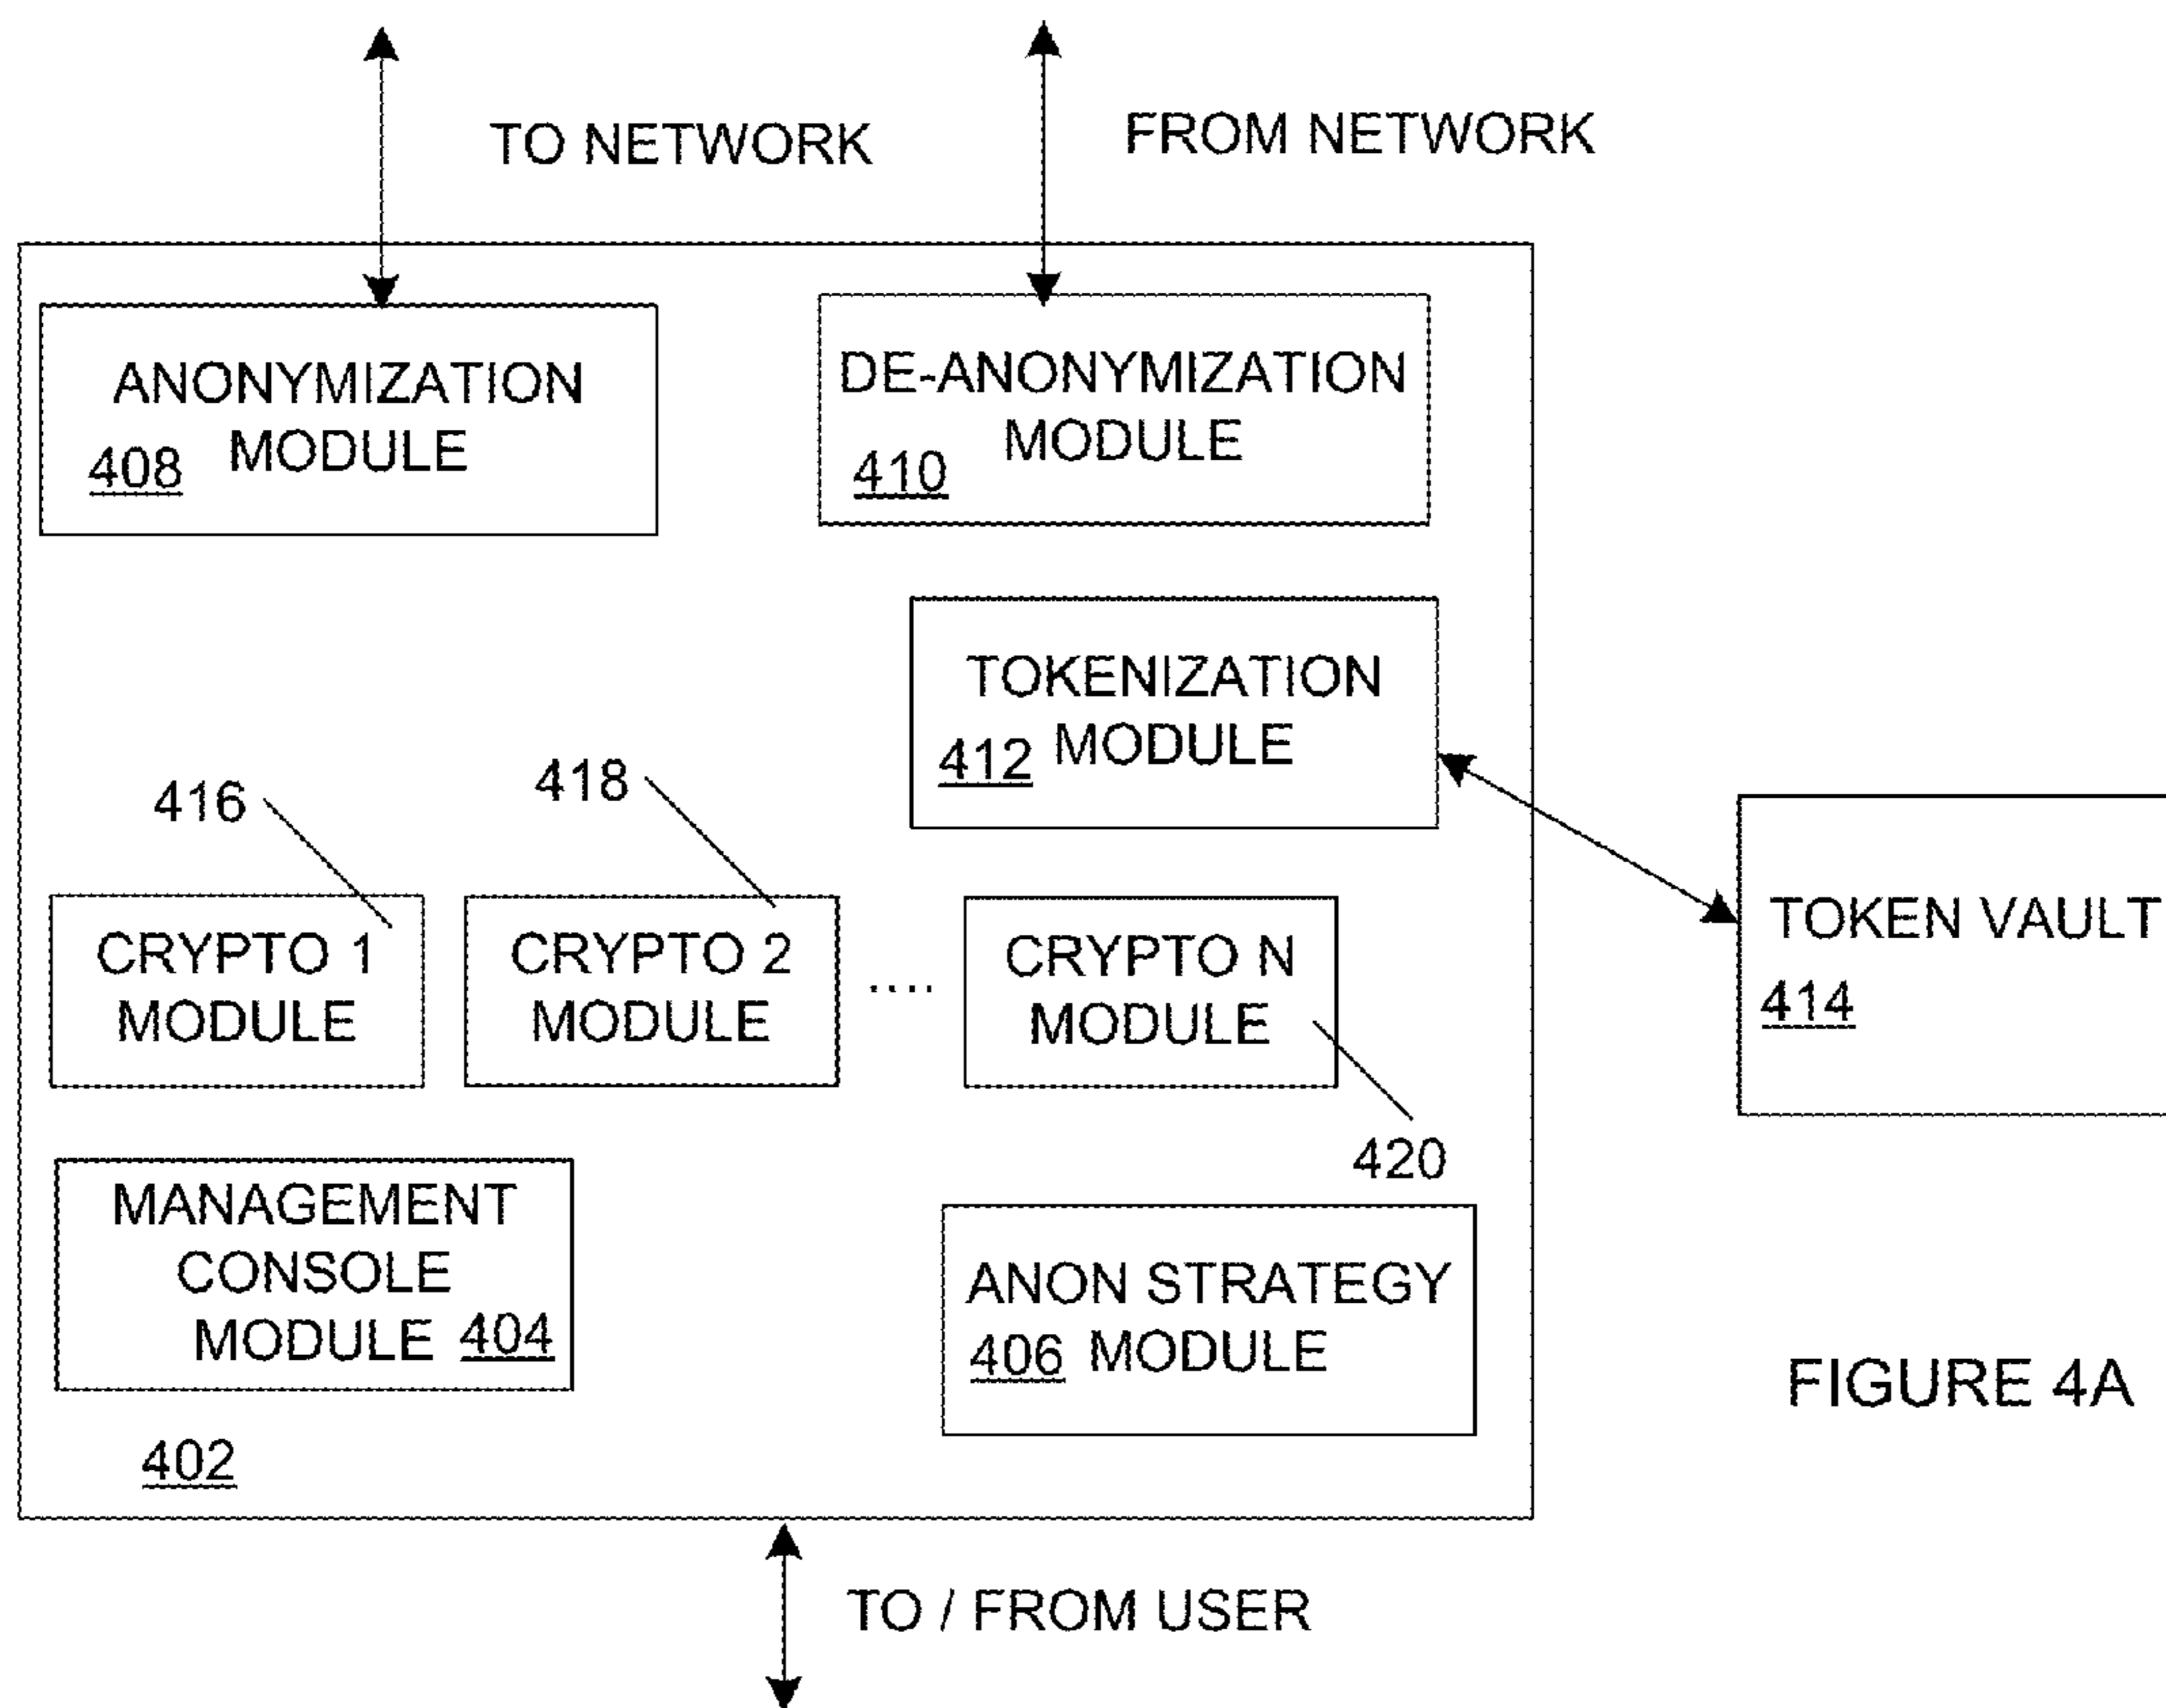 TO NETWORK
FROM NETWORK
ANONYMIZATION
408 MODULE
DE-ANONYMIZATION
410 MODULE
TOKENIZATION
412 MODULE
416
418
CRYPTO 1
MODULE
CRYPTO 2
MODULE
....
CRYPTO N
MODULE
420
TOKEN VAULT
414
MANAGEMENT
CONSOLE
MODULE 404
ANON STRATEGY
406 MODULE
402
FIGURE 4A
TO / FROM USER